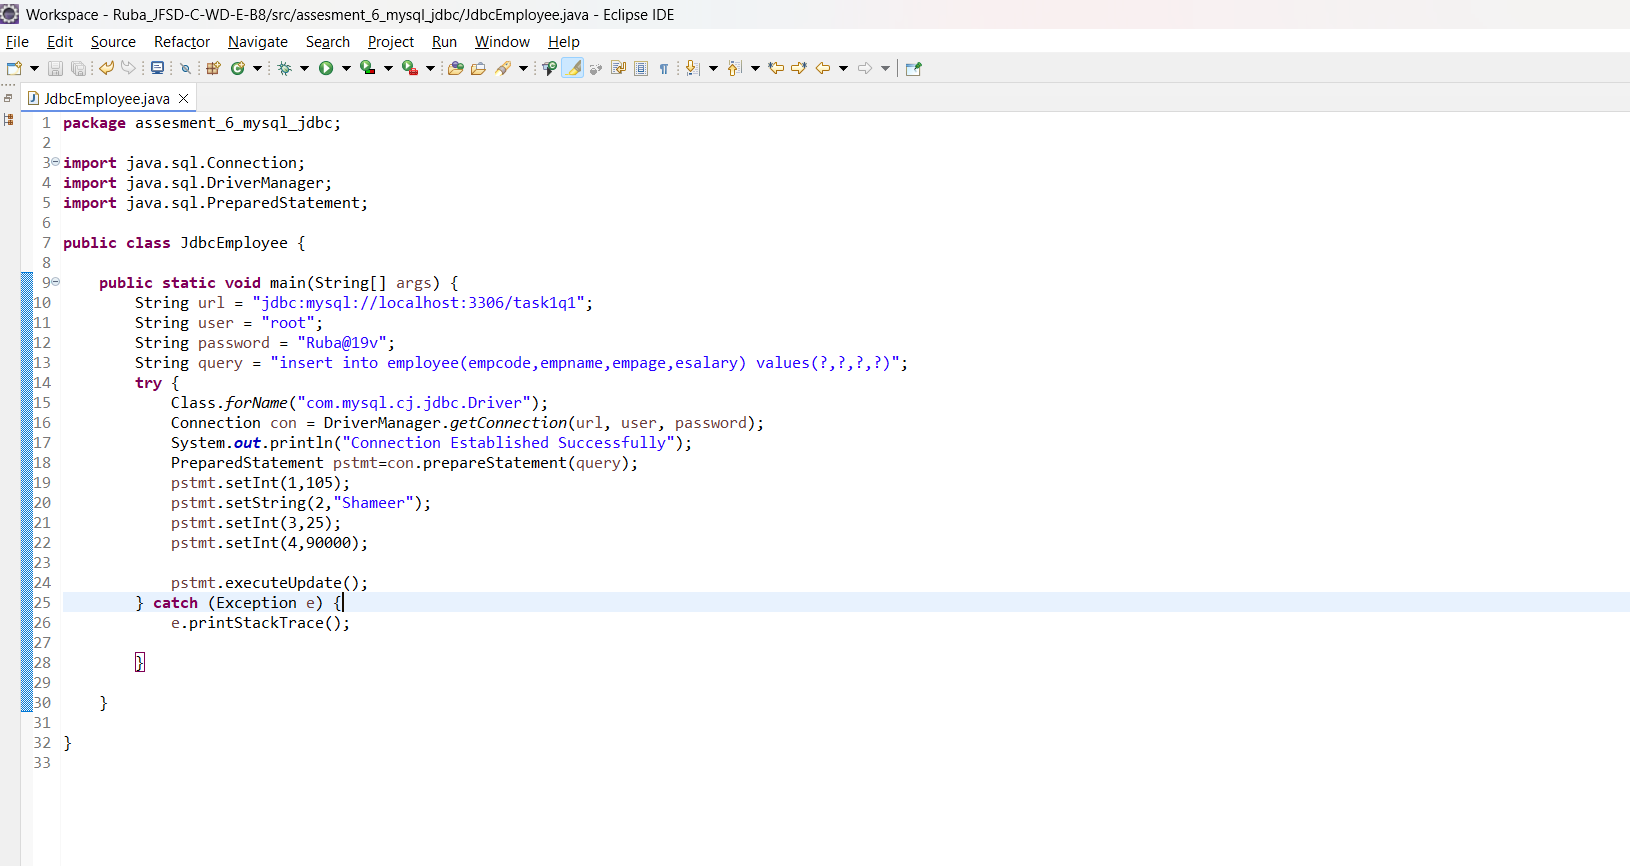 Workspace - Ruba_JFSD-C-WD-E-B8/src/assesment_6_mysql_jdbc/JdbcEmployee.java - Eclipse IDE
File Edit Source Refactor Navigate Search Project Run Window Help
JdbcEmployee.java
1 package assesment_6_mysql_jdbc;
2
3 import java.sql.Connection;
4 import java.sql.DriverManager;
5 import java.sql.PreparedStatement;
6
7 public class JdbcEmployee {
8
9     public static void main(String[] args) {
10         String url = "jdbc:mysql://localhost:3306/task1q1";
11         String user = "root";
12         String password = "Ruba@19v";
13         String query = "insert into employee(empcode,empname,empage,esalary) values(?,?,?,?)";
14         try {
15             Class.forName("com.mysql.cj.jdbc.Driver");
16             Connection con = DriverManager.getConnection(url, user, password);
17             System.out.println("Connection Established Successfully");
18             PreparedStatement pstmt=con.prepareStatement(query);
19             pstmt.setInt(1,105);
20             pstmt.setString(2,"Shameer");
21             pstmt.setInt(3,25);
22             pstmt.setInt(4,90000);
23
24             pstmt.executeUpdate();
25         } catch (Exception e) {
26             e.printStackTrace();
27
28         }
29
30     }
31
32 }
33